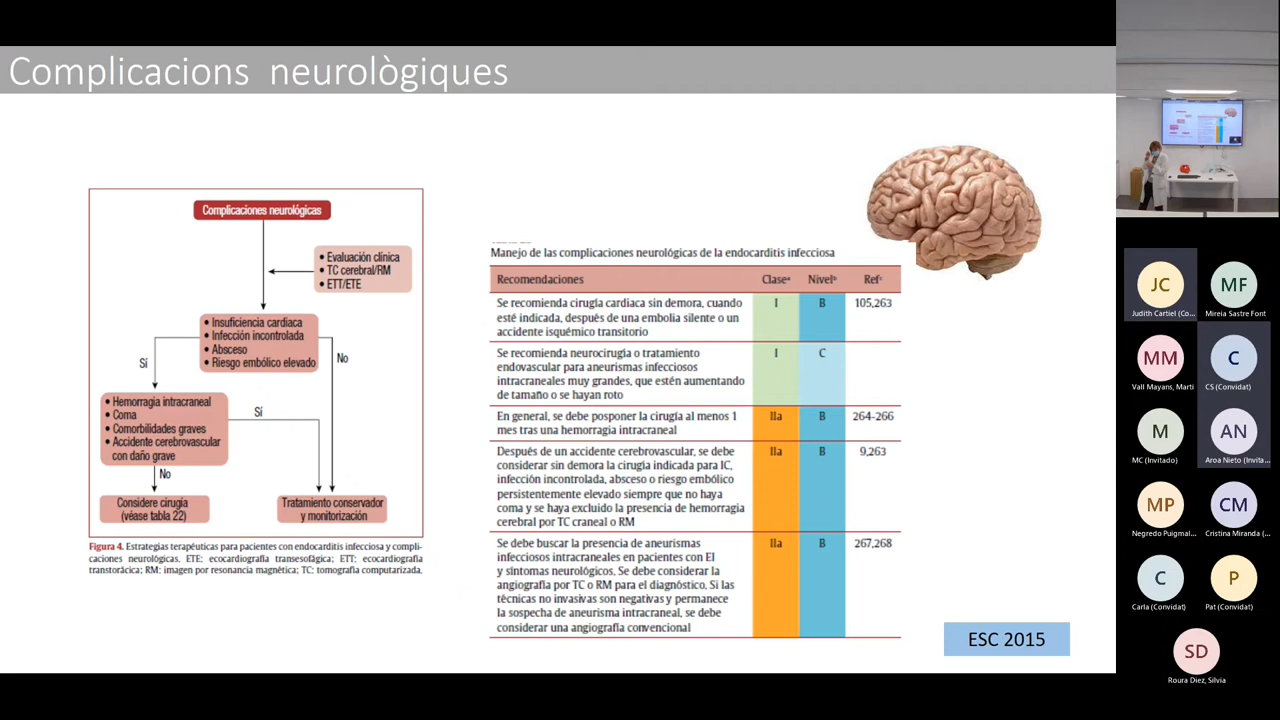 Complicacions neurològiques
Complicaciones neurológicas
• Evaluación clínica
• TC cerebral/RM
• ETT/ETE
• Insuficiencia cardiaca
• Infección incontrolada
• Absceso
• Riesgo embólico elevado
Sí
No
• Hemorragia intracraneal
• Coma
• Comorbilidades graves
• Accidente cerebrovascular
con daño grave
Sí
No
Considere cirugía
(véase tabla 22)
Tratamiento conservador
y monitorización
Figura 4. Estrategias terapéuticas para pacientes con endocarditis infecciosa y compli-
caciones neurológicas. ETE: ecocardiografía transesofágica; ETT: ecocardiografía
transtorácica; RM: imagen por resonancia magnética; TC: tomografía computarizada.
Manejo de las complicaciones neurológicas de la endocarditis infecciosa
Recomendaciones Claseª Nivelᵇ Refᶜ
Se recomienda cirugía cardiaca sin demora, cuando I B 105,263
esté indicada, después de una embolia silente o un
accidente isquémico transitorio
Se recomienda neurocirugía o tratamiento I C
endovascular para aneurismas infecciosos
intracraneales muy grandes, que estén aumentando
de tamaño o se hayan roto
En general, se debe posponer la cirugía al menos 1 IIa B 264-266
mes tras una hemorragia intracraneal
Después de un accidente cerebrovascular, se debe IIa B 9,263
considerar sin demora la cirugía indicada para IC,
infección incontrolada, absceso o riesgo embólico
persistentemente elevado siempre que no haya
coma y se haya excluido la presencia de hemorragia
cerebral por TC craneal o RM
Se debe buscar la presencia de aneurismas IIa B 267,268
infecciosos intracraneales en pacientes con EI
y síntomas neurológicos. Se debe considerar la
angiografía por TC o RM para el diagnóstico. Si las
técnicas no invasivas son negativas y permanece
la sospecha de aneurisma intracraneal, se debe
considerar una angiografía convencional
ESC 2015
JC
Judith Cartiel (Co...
MF
Mireia Sastre Font
MM
Vall Mayans, Martí
C
CS (Convidat)
M
MC (Invitado)
AN
Aroa Nieto (Invita...
MP
Negredo Puigmal...
CM
Cristina Miranda (...
C
Carla (Convidat)
P
Pat (Convidat)
SD
Roura Diez, Silvia